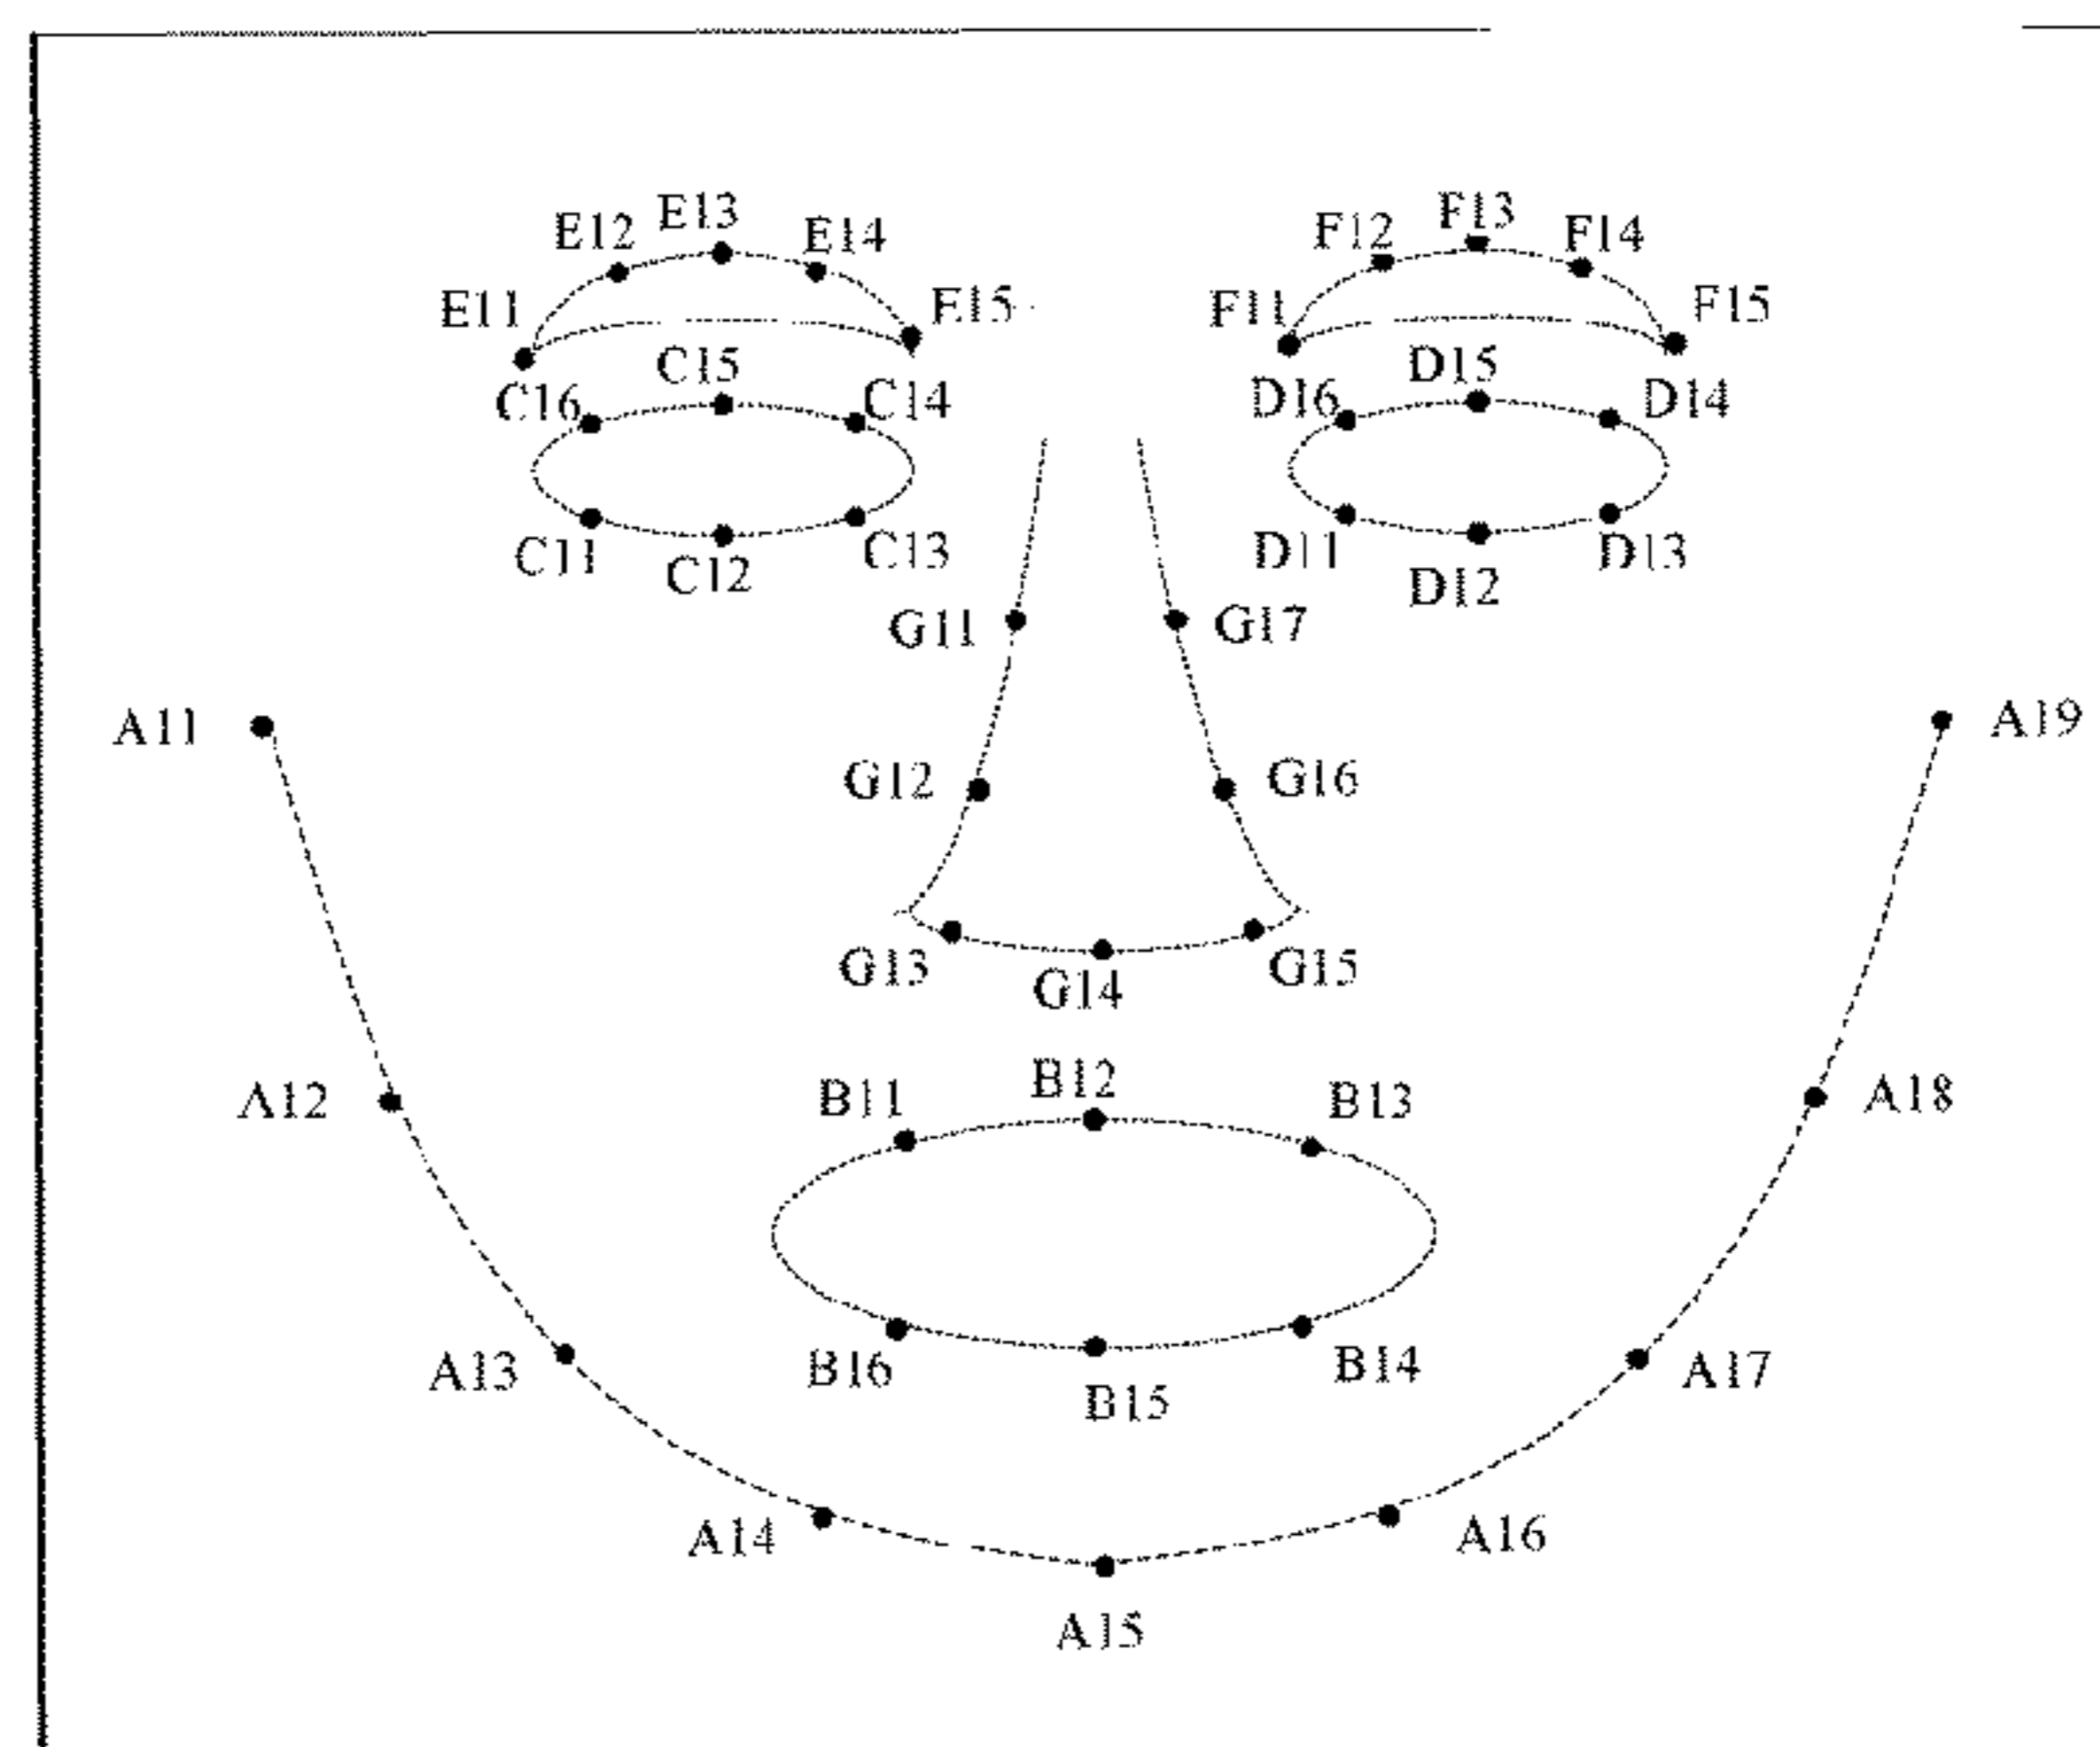 E12 E13 E14 F12 F13 F14
E11 E15 F11 F15
C16 C15 C14 D16 D15 D14
C11 C12 C13 D11 D12 D13
G11 G17
A11 G12 G16 A19
G13 G14 G15
A12 B11 B12 B13 A18
A13 B16 B15 B14 A17
A14 A16
A15